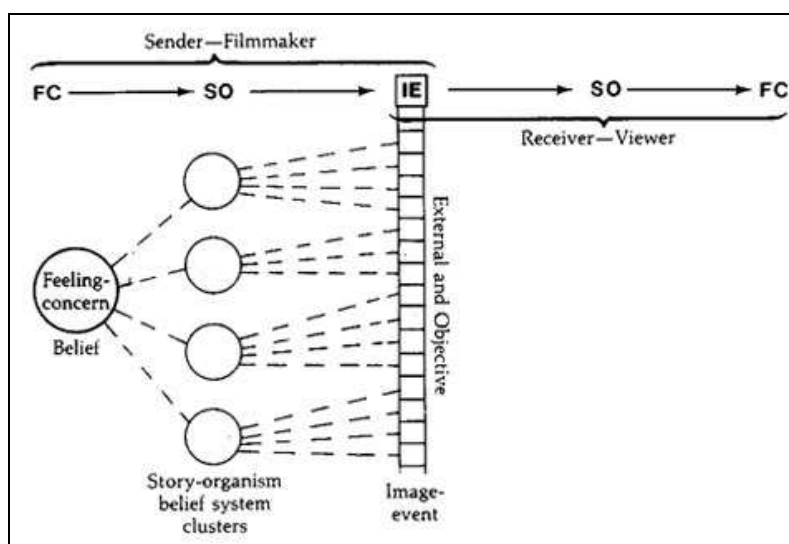 Sender—Filmmaker
FC SO IE SO FC
Receiver—Viewer
External and Objective
Feeling-
concern
Belief
Story-organism
belief system
clusters
Image-
event